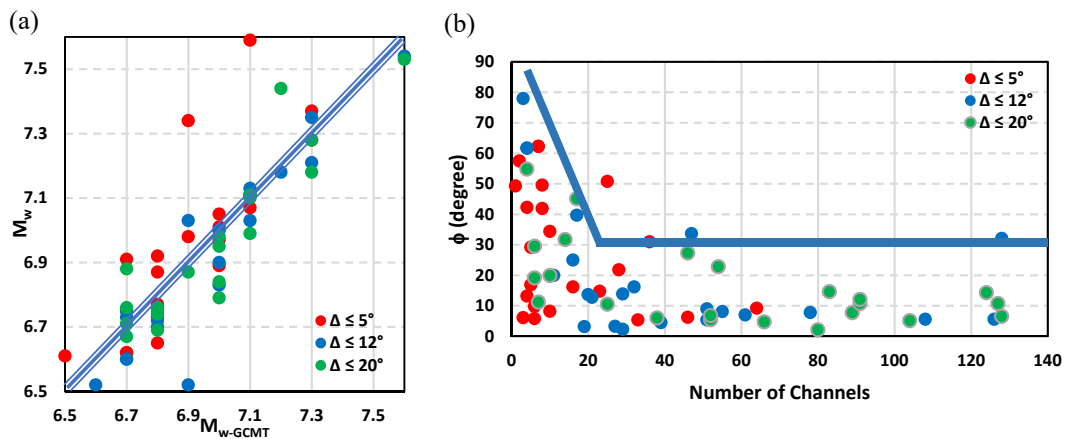 (a)
7.5
7.3
7.1
6.9
6.7
6.5
M_w
6.5 6.7 6.9 7.1 7.3 7.5
M_w-GCMT
Δ ≤ 5°
Δ ≤ 12°
Δ ≤ 20°
(b)
90
80
70
60
50
40
30
20
10
0
ϕ (degree)
0 20 40 60 80 100 120 140
Number of Channels
Δ ≤ 5°
Δ ≤ 12°
Δ ≤ 20°